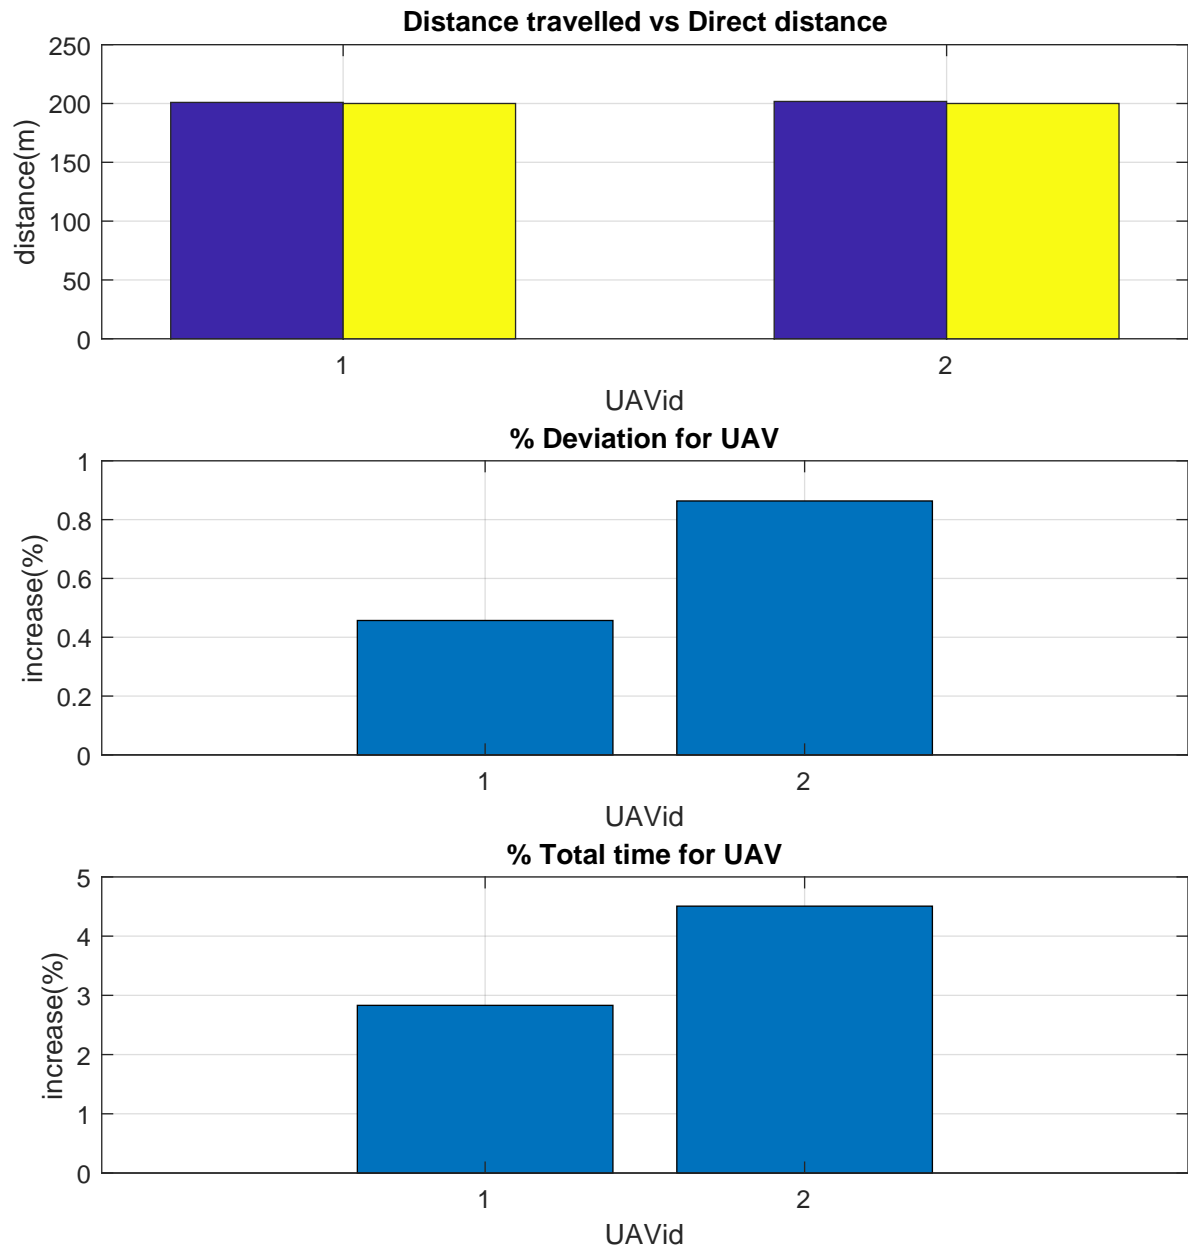 Distance travelled vs Direct distance
250
200
150
100
50
0
distance(m)
1 2
UAVid
% Deviation for UAV
1
0.8
0.6
0.4
0.2
0
increase(%)
1 2
UAVid
% Total time for UAV
5
4
3
2
1
0
increase(%)
1 2
UAVid